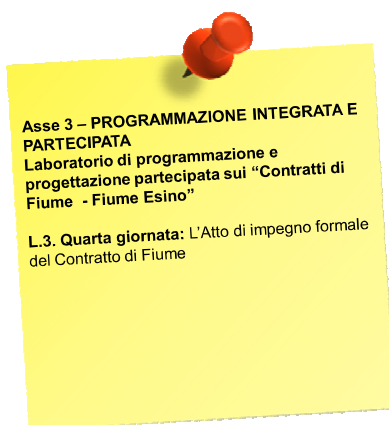 Asse 3 – PROGRAMMAZIONE INTEGRATA E
PARTECIPATA
Laboratorio di programmazione e
progettazione partecipata sui “Contratti di
Fiume  - Fiume Esino”
L.3. Quarta giornata: L’Atto di impegno formale
del Contratto di Fiume